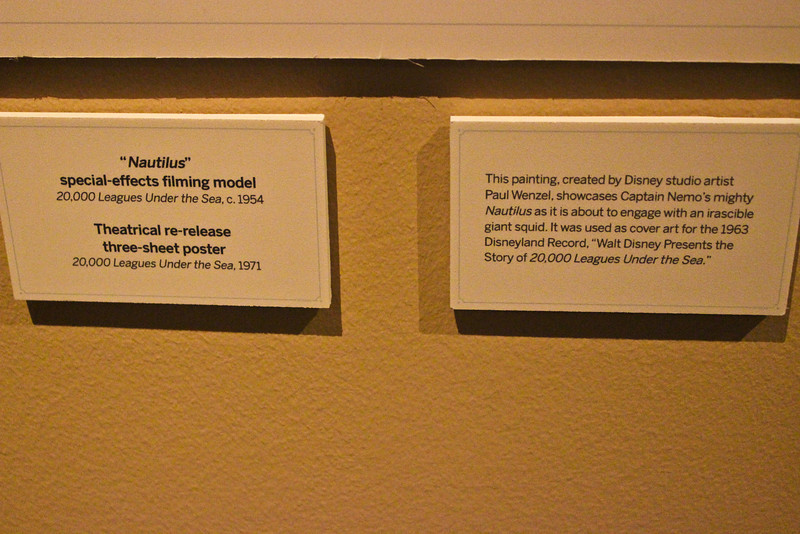 “Nautilus”
special-effects filming model
20,000 Leagues Under the Sea, c. 1954
Theatrical re-release
three-sheet poster
20,000 Leagues Under the Sea, 1971
This painting, created by Disney studio artist
Paul Wenzel, showcases Captain Nemo’s mighty
Nautilus as it is about to engage with an irascible
giant squid. It was used as cover art for the 1963
Disneyland Record, “Walt Disney Presents the
Story of 20,000 Leagues Under the Sea.”